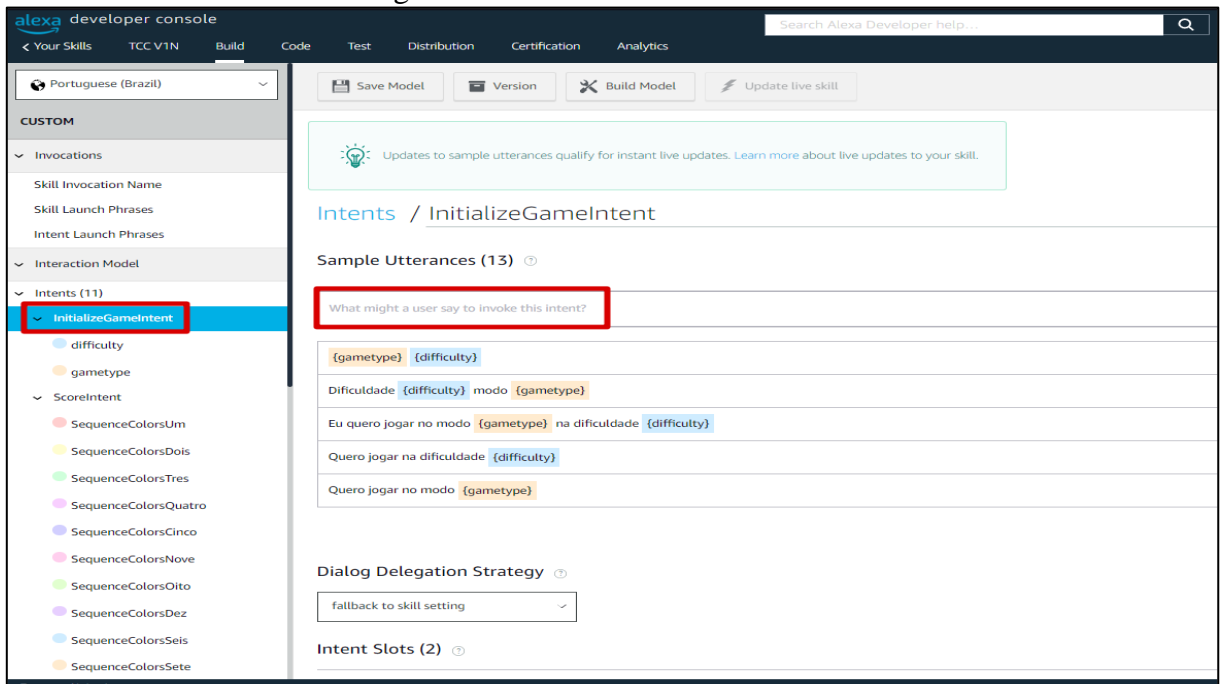 alexa developer console
Search Alexa Developer help...
Your Skills TCC V1N Build Code Test Distribution Certification Analytics
Portuguese (Brazil)
Save Model Version Build Model Update live skill
CUSTOM
Invocations
Updates to sample utterances qualify for instant live updates. Learn more about live updates to your skill.
Skill Invocation Name
Skill Launch Phrases
Intent Launch Phrases
Interaction Model
Intents (11)
InitializeGameIntent
difficulty
gametype
ScoreIntent
SequenceColorsUm
SequenceColorsDois
SequenceColorsTres
SequenceColorsQuatro
SequenceColorsCinco
SequenceColorsNove
SequenceColorsOito
SequenceColorsDez
SequenceColorsSeis
SequenceColorsSete
Intents / InitializeGameIntent
Sample Utterances (13)
What might a user say to invoke this intent?
{gametype} {difficulty}
Dificuldade {difficulty} modo {gametype}
Eu quero jogar no modo {gametype} na dificuldade {difficulty}
Quero jogar na dificuldade {difficulty}
Quero jogar no modo {gametype}
Dialog Delegation Strategy
fallback to skill setting
Intent Slots (2)